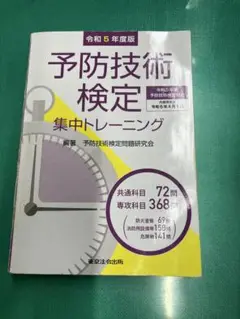 令和5年度版
予防技術
検定
集中トレーニング
編著 予防技術検定問題研究会
共通科目 72問
専攻科目 368問
防火査察 69問
消防用設備等 158問
危険物 141問
東京法令出版